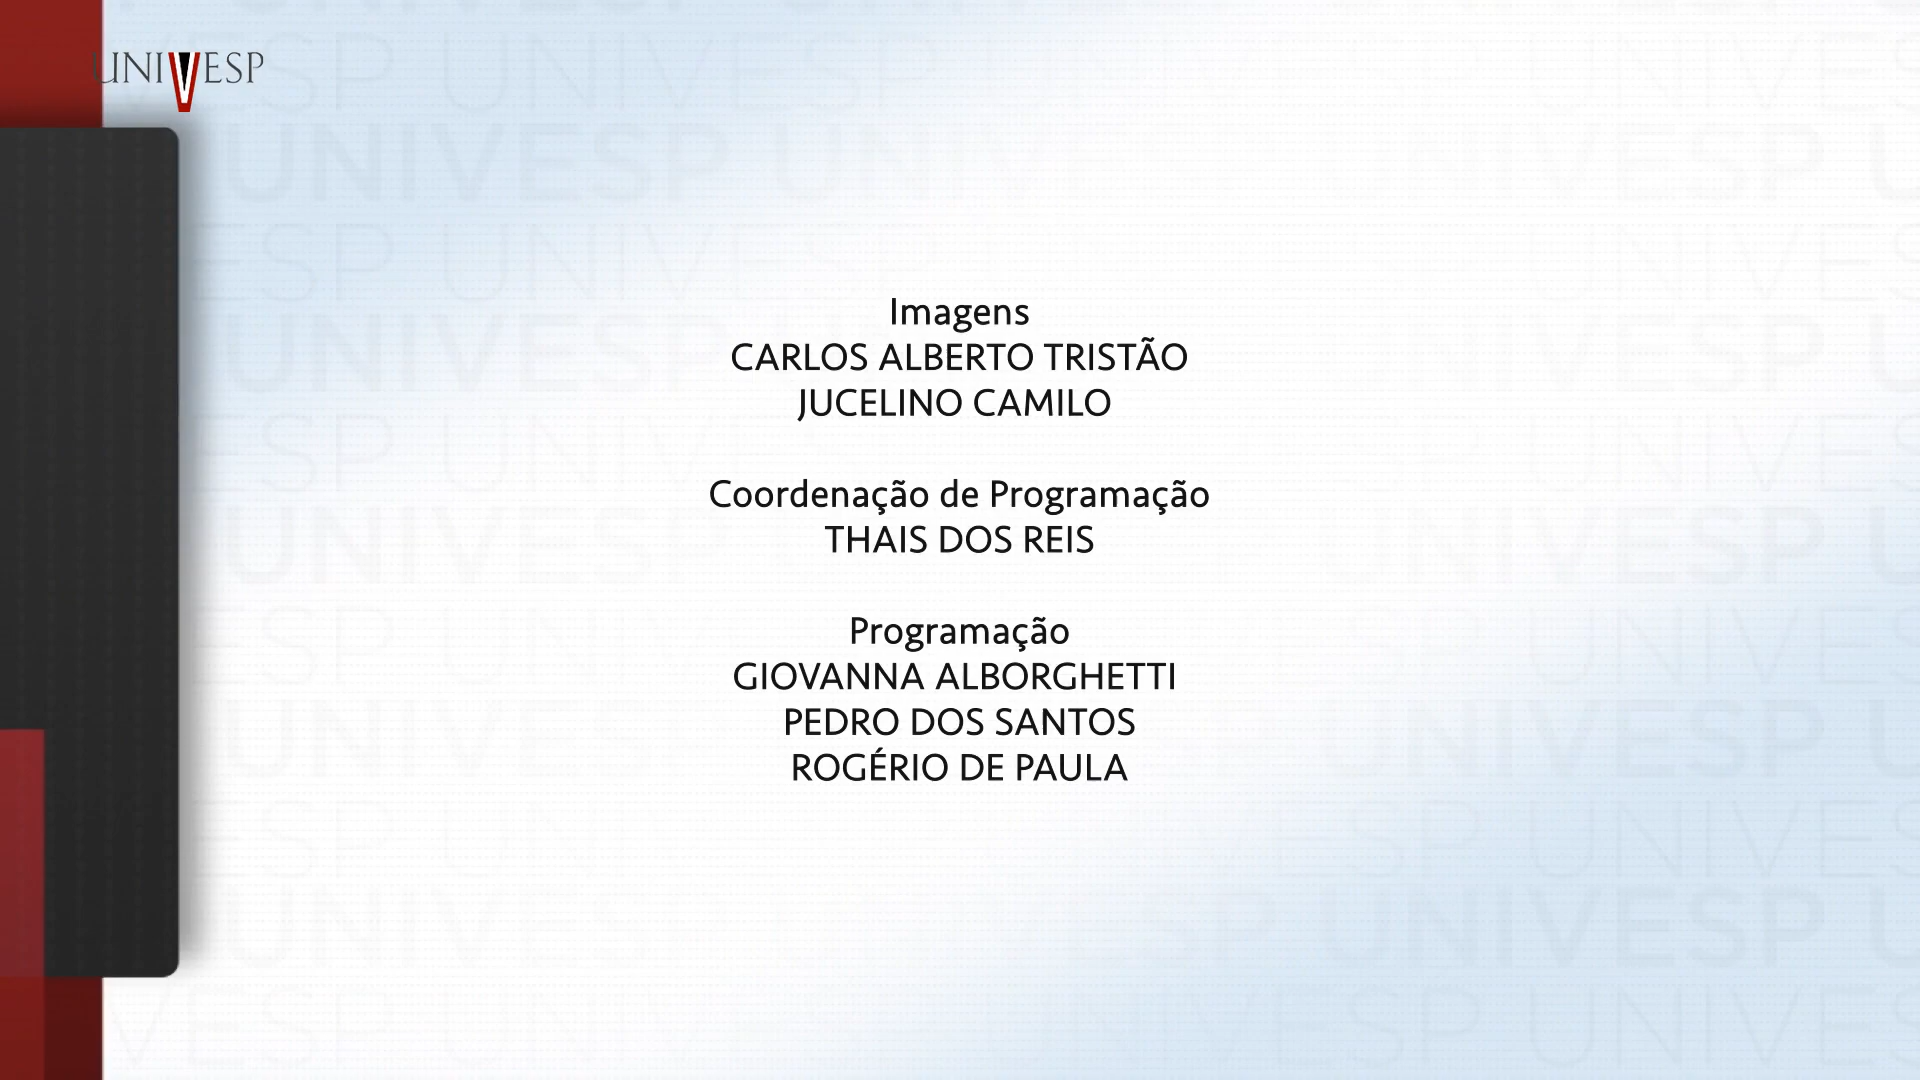 UNIVESP
Imagens
CARLOS ALBERTO TRISTÃO
JUCELINO CAMILO
Coordenação de Programação
THAIS DOS REIS
Programação
GIOVANNA ALBORGHETTI
PEDRO DOS SANTOS
ROGÉRIO DE PAULA